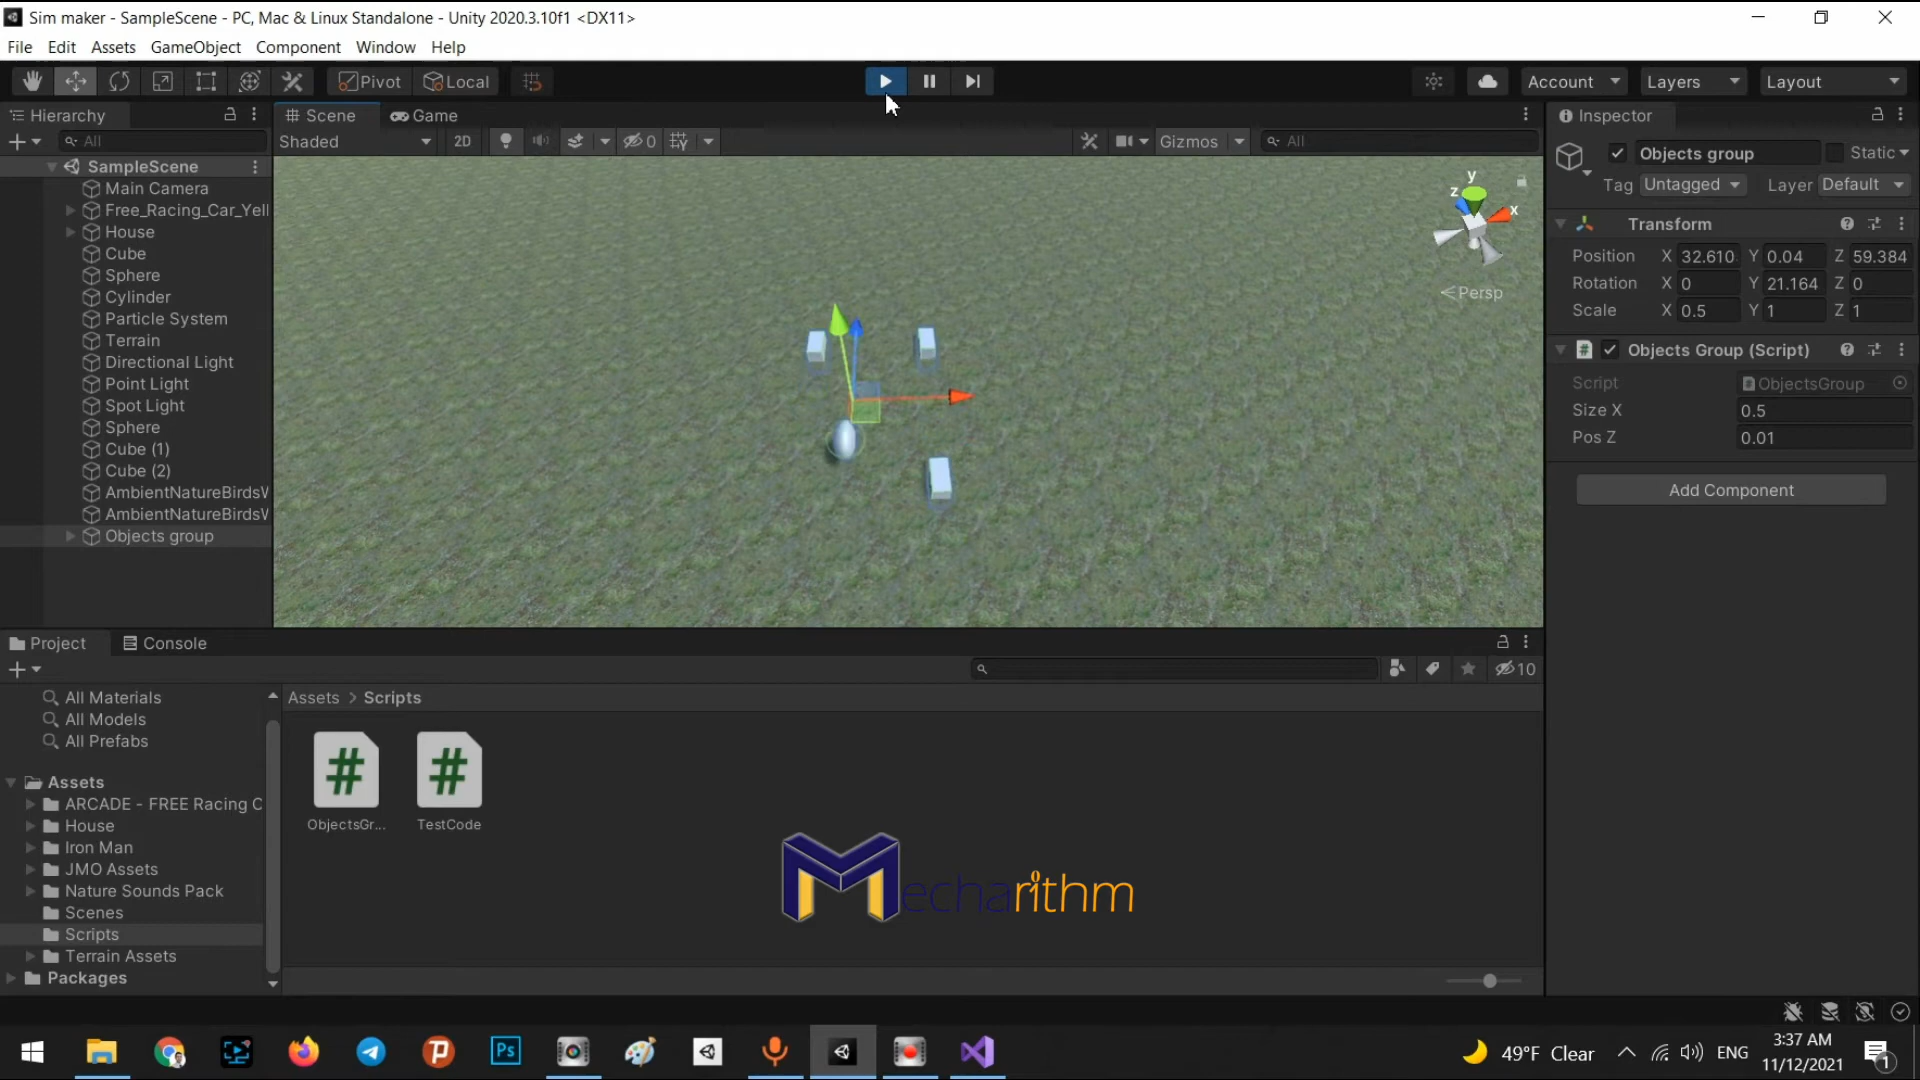 Sim maker - SampleScene - PC, Mac & Linux Standalone - Unity 2020.3.10f1 <DX11>
File Edit Assets GameObject Component Window Help
Pivot Local Account Layers Layout
Hierarchy Scene Game Inspector
All Shaded 2D 0 Gizmos All
Objects group Static
Tag Untagged Layer Default
SampleScene
Main Camera
Free_Racing_Car_Yell
House
Cube
Sphere
Cylinder
Particle System
Terrain
Directional Light
Point Light
Spot Light
Sphere
Cube (1)
Cube (2)
AmbientNatureBirdsW
AmbientNatureBirdsW
Objects group
y
z
x
Persp
Transform
Position X 32.610 Y 0.04 Z 59.384
Rotation X 0 Y 21.164 Z 0
Scale X 0.5 Y 1 Z 1
# Objects Group (Script)
Script ObjectsGroup
Size X 0.5
Pos Z 0.01
Add Component
Project Console
10
All Materials
All Models
All Prefabs
Assets
ARCADE - FREE Racing C
House
Iron Man
JMO Assets
Nature Sounds Pack
Scenes
Scripts
Terrain Assets
Packages
Assets > Scripts
# #
ObjectsGr... TestCode
Mecharithm
Ps
49°F Clear ENG 3:37 AM
11/12/2021
1